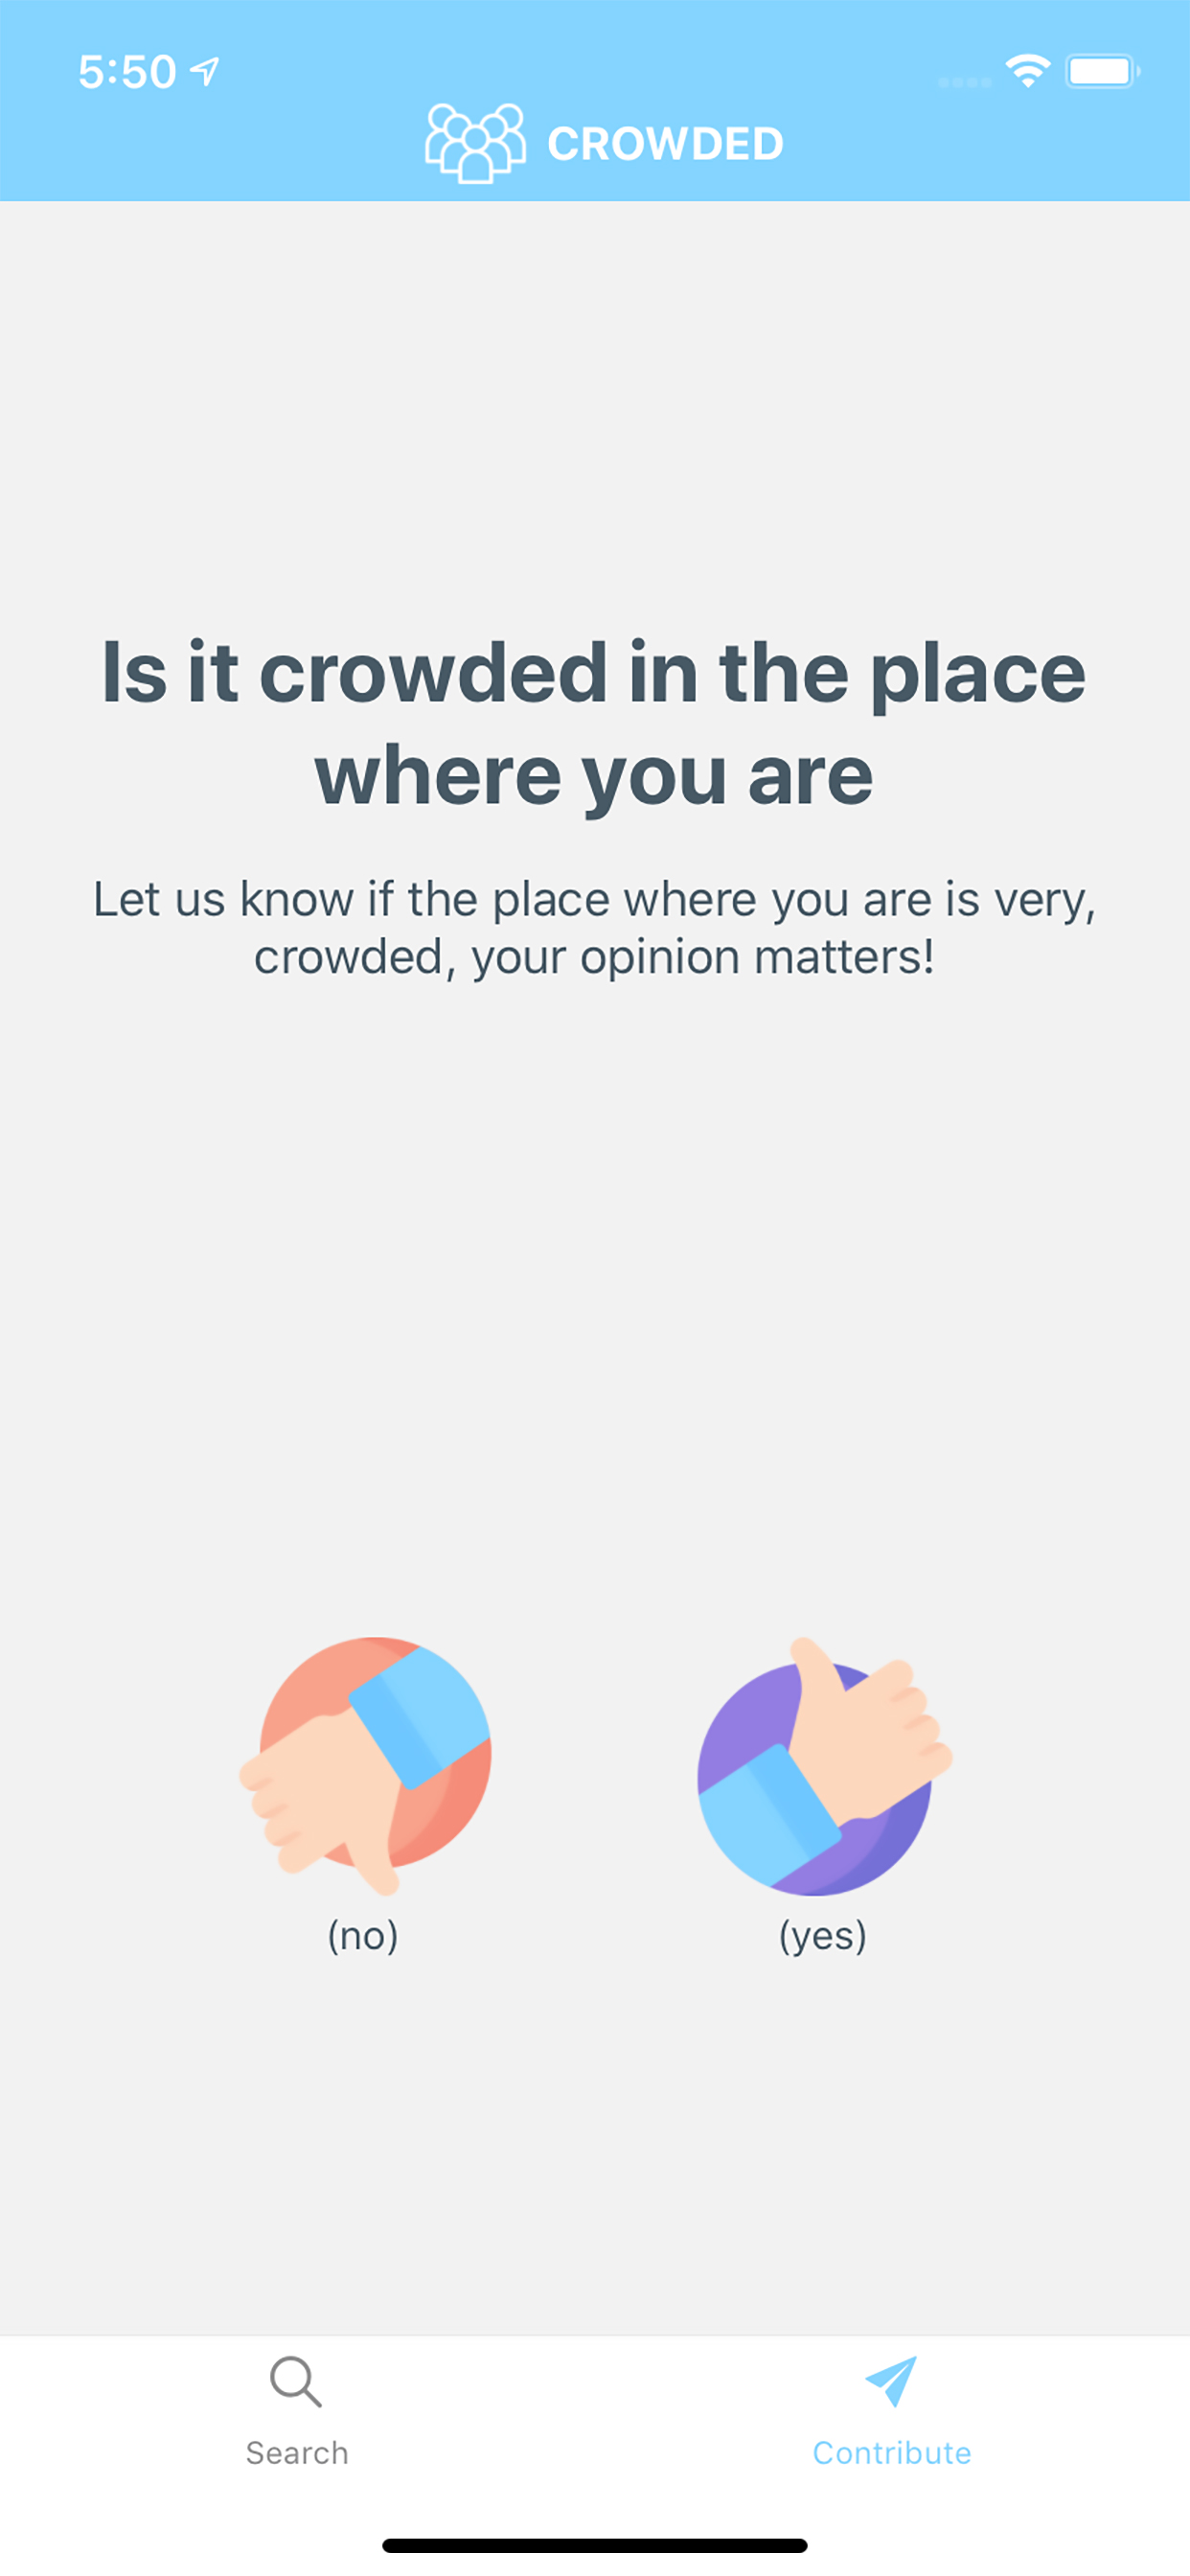 5:50
CROWDED
Is it crowded in the place
where you are
Let us know if the place where you are is very,
crowded, your opinion matters!
(no)
(yes)
Search
Contribute